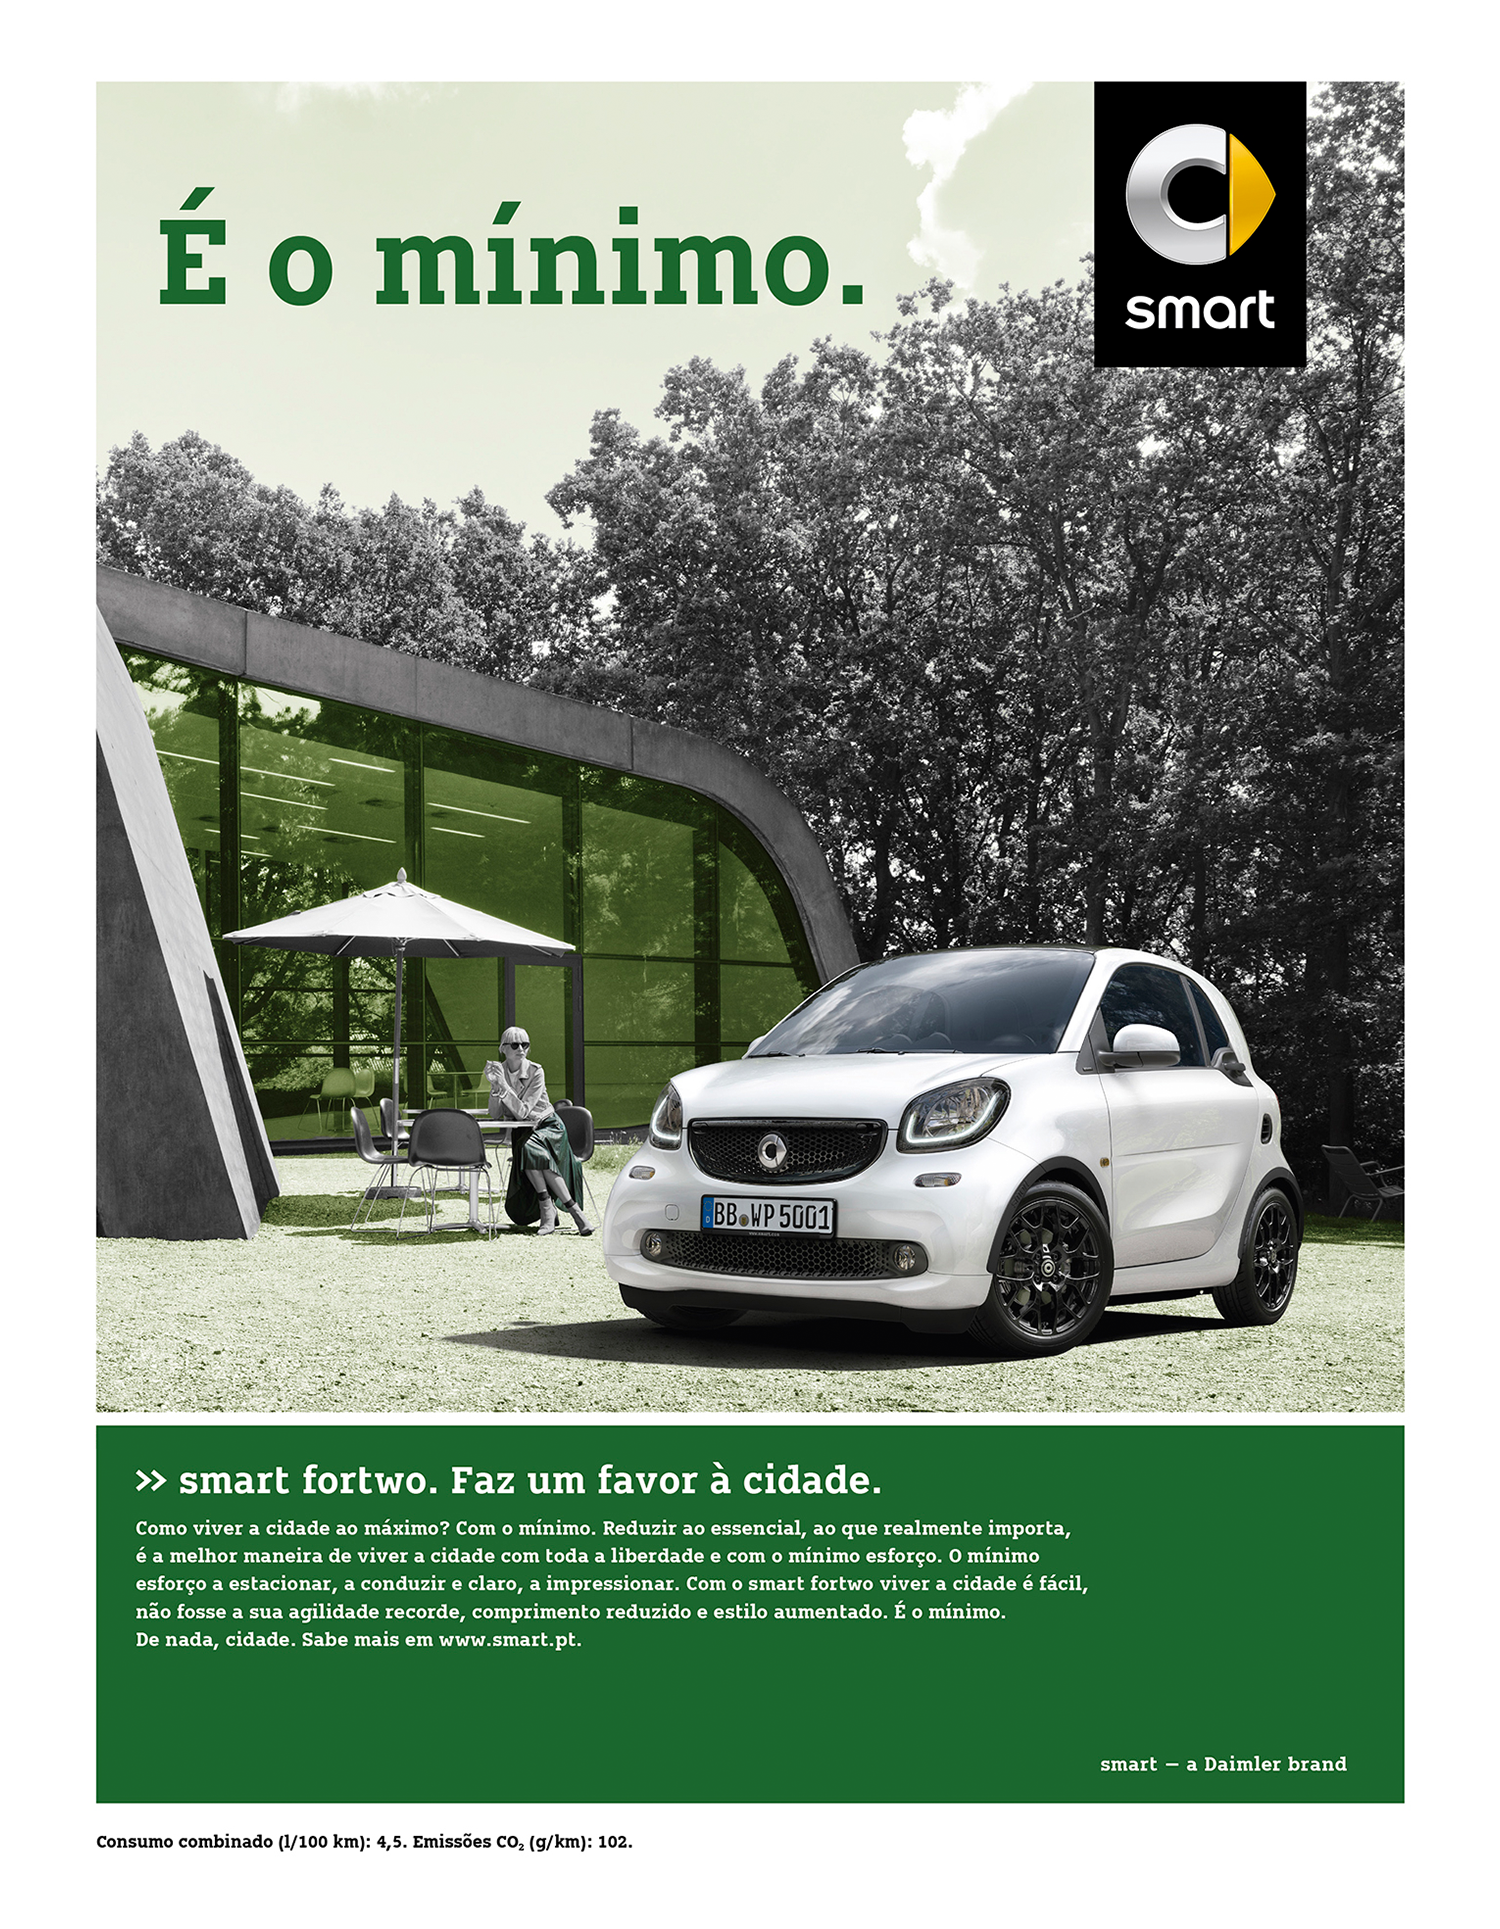 É o mínimo.
smart
BB WP 5001
D
>> smart fortwo. Faz um favor à cidade.
Como viver a cidade ao máximo? Com o mínimo. Reduzir ao essencial, ao que realmente importa,
é a melhor maneira de viver a cidade com toda a liberdade e com o mínimo esforço. O mínimo
esforço a estacionar, a conduzir e claro, a impressionar. Com o smart fortwo viver a cidade é fácil,
não fosse a sua agilidade recorde, comprimento reduzido e estilo aumentado. É o mínimo.
De nada, cidade. Sabe mais em www.smart.pt.
smart – a Daimler brand
Consumo combinado (l/100 km): 4,5. Emissões CO₂ (g/km): 102.